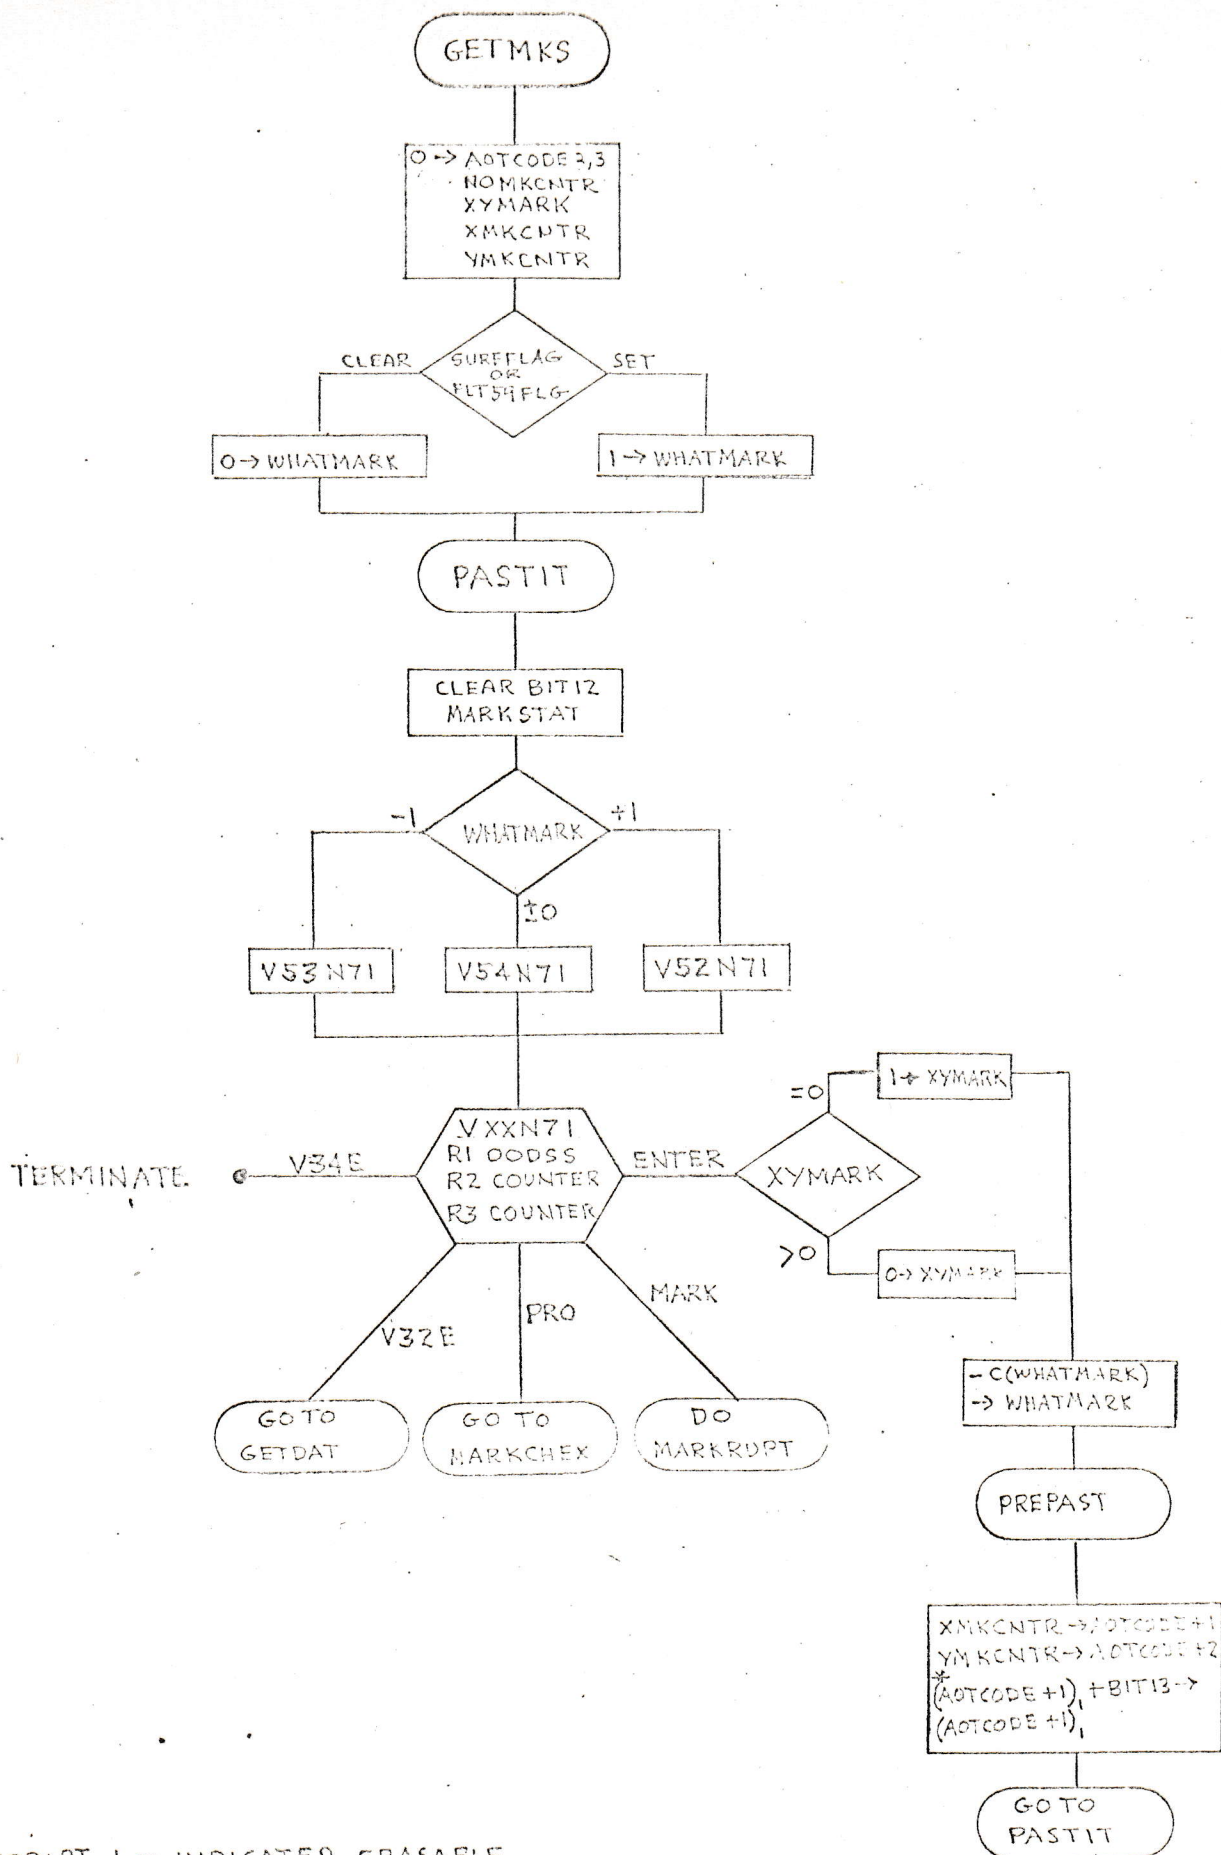 GETMKS
0 → AOTCODE 2,3
NOMKCNTR
XYMARK
XMKCNTR
YMKCNTR
SURFFLAG
OR
FLT59FLG
CLEAR
SET
0 → WHATMARK
1 → WHATMARK
PASTIT
CLEAR BIT12
MARKSTAT
WHATMARK
-1
+1
±0
V53N71
V54N71
V52N71
VXXN71
R1 00DSS
R2 COUNTER
R3 COUNTER
TERMINATE
V34E
ENTER
XYMARK
=0
1 → XYMARK
>0
0 → XYMARK
V32E
PRO
MARK
GO TO
GETDAT
GO TO
MARKCHEX
DO
MARKRUPT
- C(WHATMARK)
→ WHATMARK
PREPAST
XMKCNTR → AOTCODE+1
YMKCNTR → AOTCODE+2
*
(AOTCODE+1)₁ + BIT13 →
(AOTCODE+1)₁
GO TO
PASTIT
1 - INDICATES ERASABLE